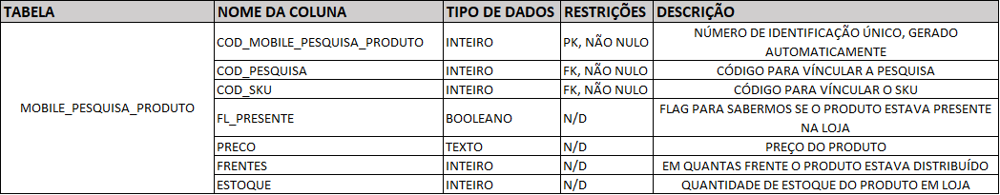 TABELA NOME DA COLUNA TIPO DE DADOS RESTRIÇÕES DESCRIÇÃO
MOBILE_PESQUISA_PRODUTO
COD_MOBILE_PESQUISA_PRODUTO INTEIRO PK, NÃO NULO NÚMERO DE IDENTIFICAÇÃO ÚNICO, GERADO
AUTOMATICAMENTE
COD_PESQUISA INTEIRO FK, NÃO NULO CÓDIGO PARA VÍNCULAR A PESQUISA
COD_SKU INTEIRO FK, NÃO NULO CÓDIGO PARA VÍNCULAR O SKU
FL_PRESENTE BOOLEANO N/D FLAG PARA SABERMOS SE O PRODUTO ESTAVA PRESENTE
NA LOJA
PRECO TEXTO N/D PREÇO DO PRODUTO
FRENTES INTEIRO N/D EM QUANTAS FRENTE O PRODUTO ESTAVA DISTRIBUÍDO
ESTOQUE INTEIRO N/D QUANTIDADE DE ESTOQUE DO PRODUTO EM LOJA